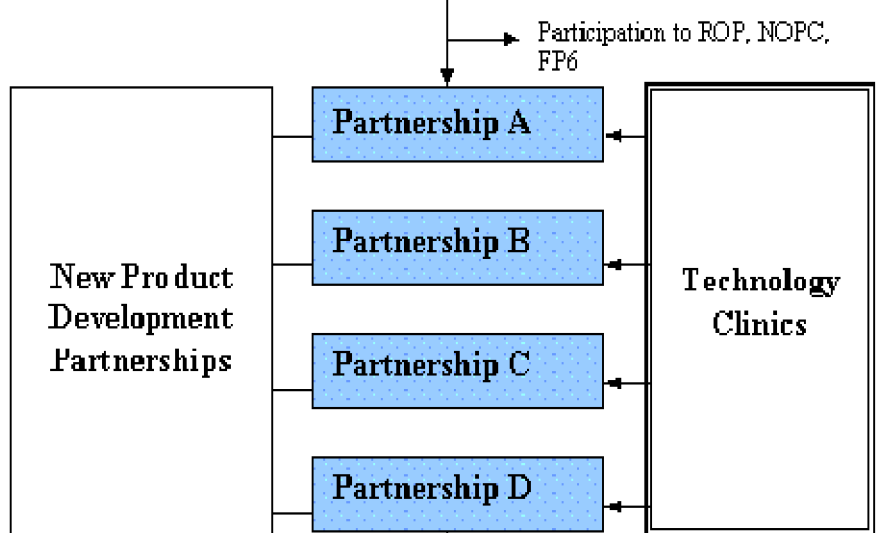 Participation to ROP, NOPC,
FP6
Partnership A
Partnership B
New Product
Development
Partnerships
Technology
Clinics
Partnership C
Partnership D